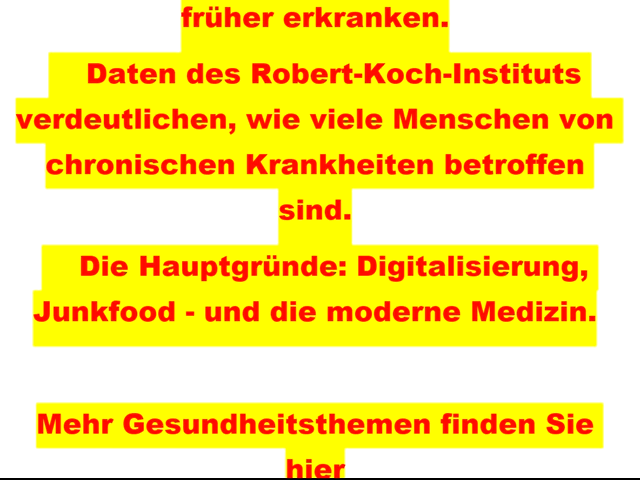 früher erkranken.
Daten des Robert-Koch-Instituts
verdeutlichen, wie viele Menschen von
chronischen Krankheiten betroffen
sind.
Die Hauptgründe: Digitalisierung,
Junkfood - und die moderne Medizin.
Mehr Gesundheitsthemen finden Sie
hier